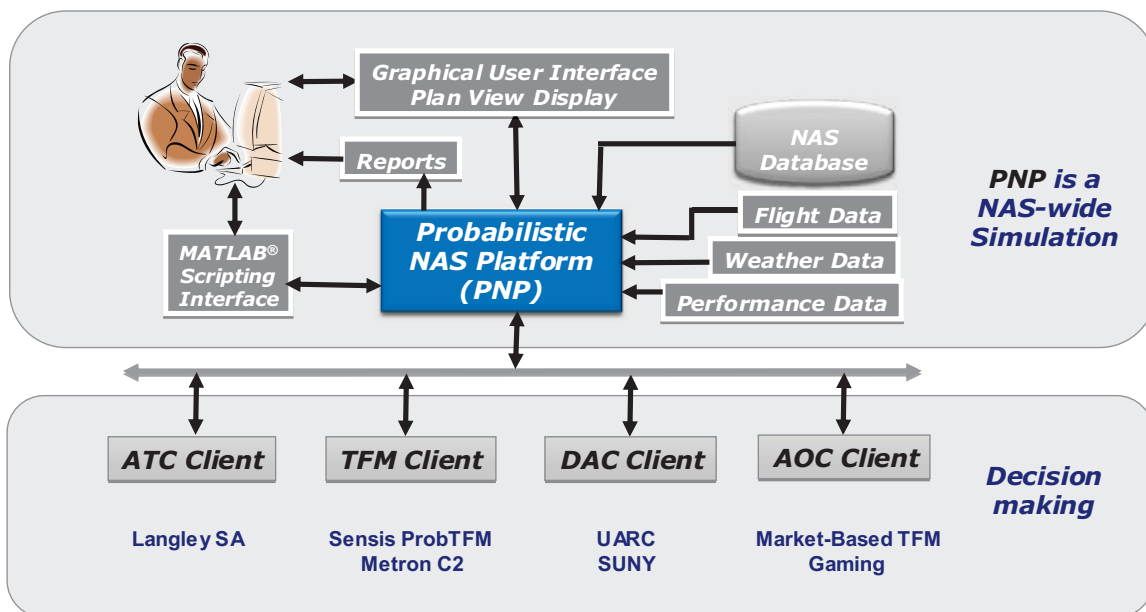 Graphical User Interface
Plan View Display
NAS
Database
Reports
PNP is a
NAS-wide
Simulation
Flight Data
Probabilistic
NAS Platform
(PNP)
MATLAB®
Scripting
Interface
Weather Data
Performance Data
ATC Client
TFM Client
DAC Client
AOC Client
Decision
making
Langley SA
Sensis ProbTFM
Metron C2
UARC
SUNY
Market-Based TFM
Gaming